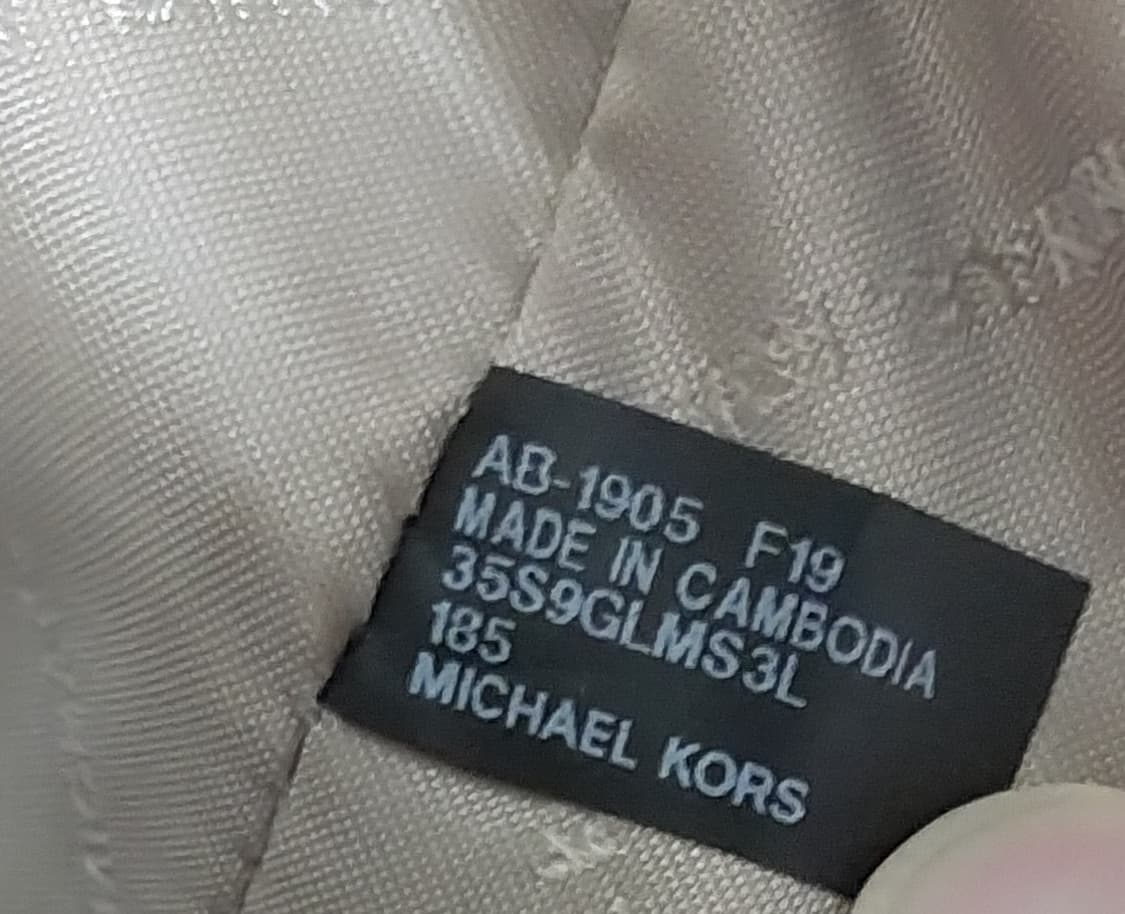 AB-1905 F19
MADE IN CAMBODIA
35S9GLMS3L
185
MICHAEL KORS